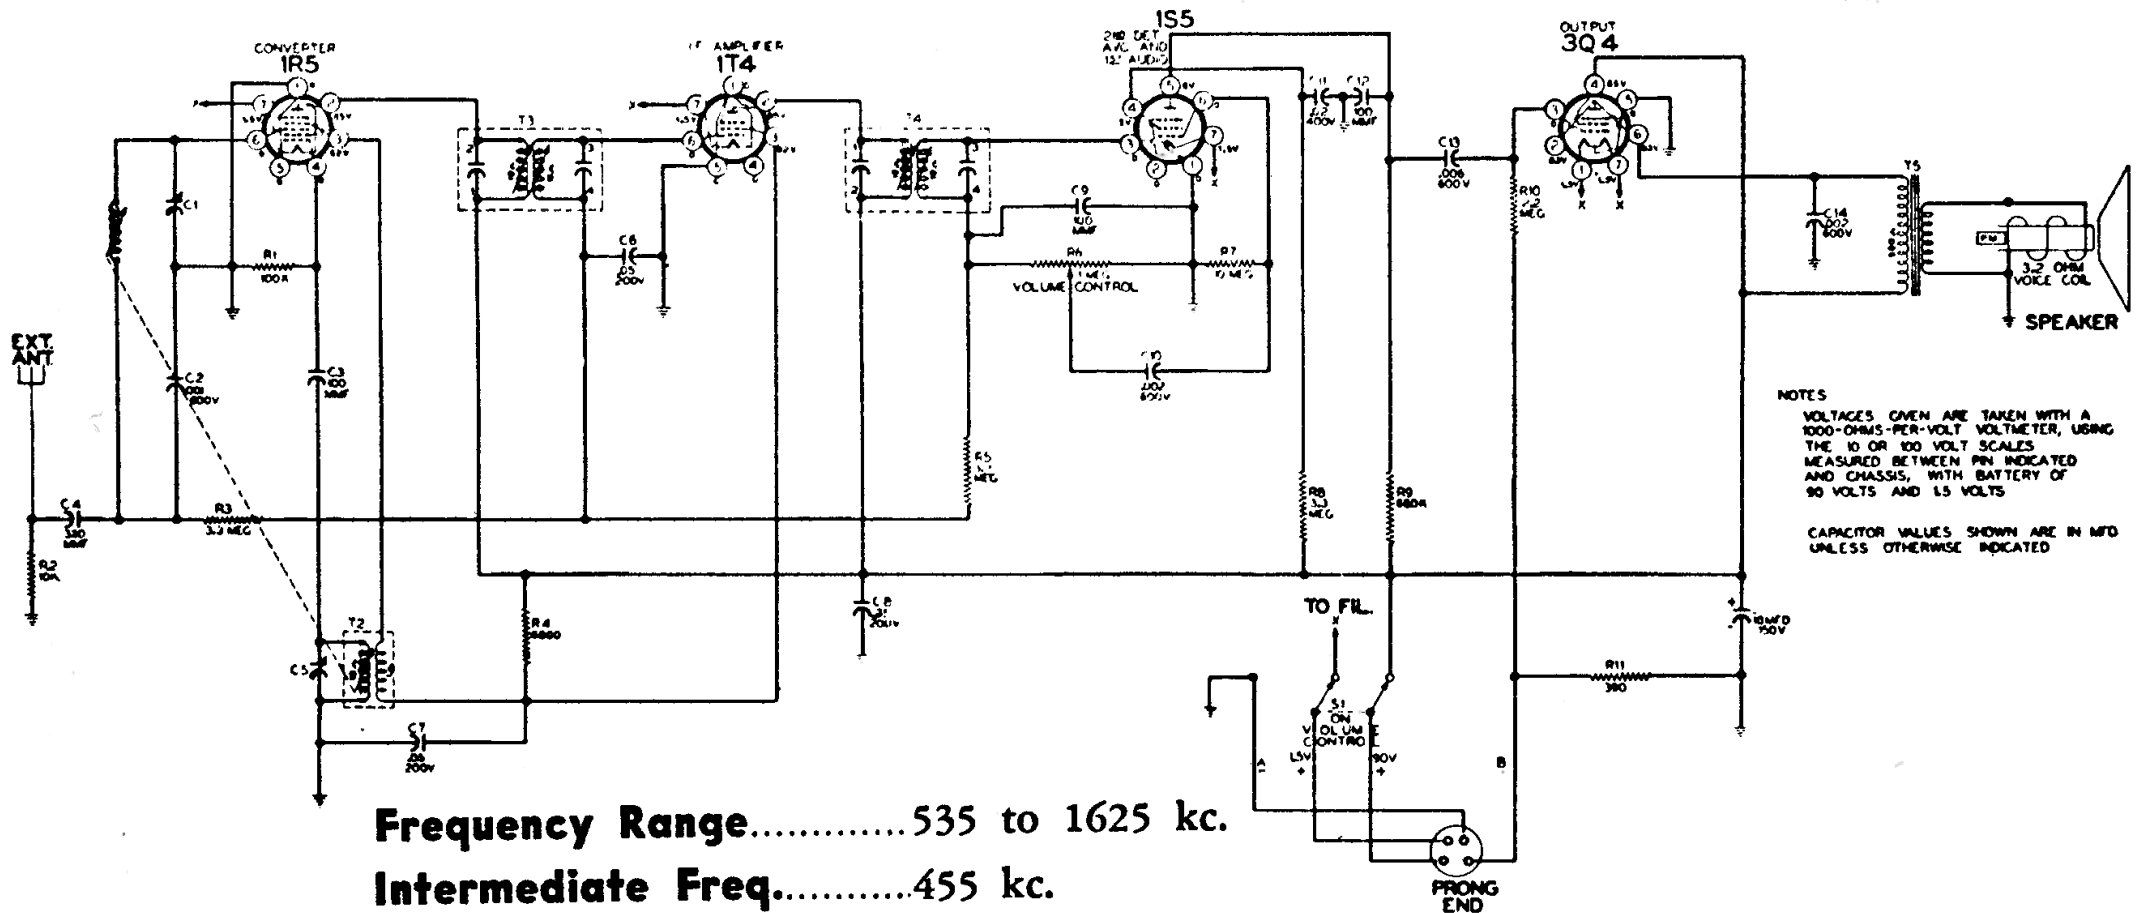 CONVERTER
1R5
I.F. AMPLIFIER
1T4
1S5
2ND DET.
AVC AND
1ST AUDIO
OUTPUT
3Q4
T3
T4
T5
C1
R1
C2
.001
600V
C3
100
MMF
EXT.
ANT.
C4
MMF
R2
R3
3.3 MEG
C5
T2
R4
6800
C6
.05
200V
C7
.05
200V
C8
200V
C9
100
MMF
R6
1 MEG
VOLUME CONTROL
R7
10 MEG
C10
.002
600V
R5
MEG
C11
.02
400V
C12
100
MMF
R8
3.3
MEG
R9
C13
.006
600V
R10
2.2
MEG
C14
.002
600V
PM
3.2 OHM
VOICE COIL
SPEAKER
NOTES
VOLTAGES GIVEN ARE TAKEN WITH A
1000-OHMS-PER-VOLT VOLTMETER, USING
THE 10 OR 100 VOLT SCALES
MEASURED BETWEEN PIN INDICATED
AND CHASSIS, WITH BATTERY OF
90 VOLTS AND 1.5 VOLTS
CAPACITOR VALUES SHOWN ARE IN MFD
UNLESS OTHERWISE INDICATED
TO FIL.
X
S1
ON
VOLUME
CONTROL
1.5V
+
90V
+
A
-
B
-
R11
390
+
10 MFD
150V
-
PRONG
END
Frequency Range............535 to 1625 kc.
Intermediate Freq...........455 kc.